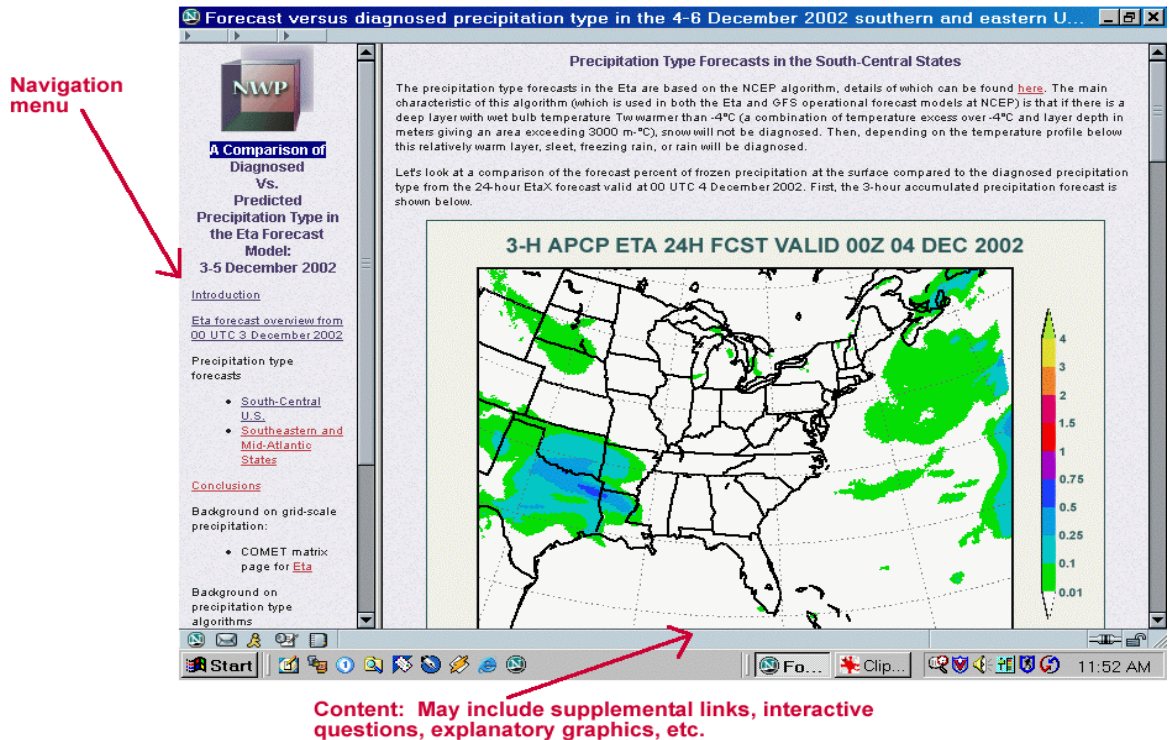 Forecast versus diagnosed precipitation type in the 4-6 December 2002 southern and eastern U...
Navigation
menu
NWP
A Comparison of
Diagnosed
Vs.
Predicted
Precipitation Type in
the Eta Forecast
Model:
3-5 December 2002
Introduction
Eta forecast overview from
00 UTC 3 December 2002
Precipitation type
forecasts
• South-Central
U.S.
• Southeastern and
Mid-Atlantic
States
Conclusions
Background on grid-scale
precipitation:
• COMET matrix
page for Eta
Background on
precipitation type
algorithms
Precipitation Type Forecasts in the South-Central States
The precipitation type forecasts in the Eta are based on the NCEP algorithm, details of which can be found here. The main
characteristic of this algorithm (which is used in both the Eta and GFS operational forecast models at NCEP) is that if there is a
deep layer with wet bulb temperature Tw warmer than -4°C (a combination of temperature excess over -4°C and layer depth in
meters giving an area exceeding 3000 m-°C), snow will not be diagnosed. Then, depending on the temperature profile below
this relatively warm layer, sleet, freezing rain, or rain will be diagnosed.
Let's look at a comparison of the forecast percent of frozen precipitation at the surface compared to the diagnosed precipitation
type from the 24-hour EtaX forecast valid at 00 UTC 4 December 2002. First, the 3-hour accumulated precipitation forecast is
shown below.
3-H APCP ETA 24H FCST VALID 00Z 04 DEC 2002
4
3
2
1.5
1
0.75
0.5
0.25
0.1
0.01
Start
Fo...
Clip...
11:52 AM
Content: May include supplemental links, interactive
questions, explanatory graphics, etc.